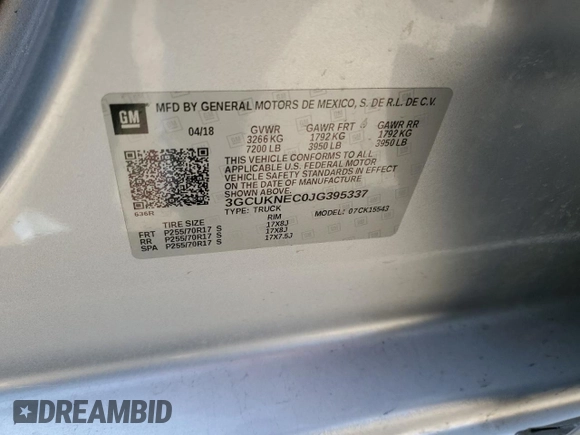 GM
MFD BY GENERAL MOTORS DE MEXICO, S. DE R.L. DE C.V.
04/18 GVWR GAWR FRT GAWR RR
3266 KG 1792 KG 1792 KG
7200 LB 3950 LB 3950 LB
THIS VEHICLE CONFORMS TO ALL
APPLICABLE U.S. FEDERAL MOTOR
VEHICLE SAFETY STANDARDS IN EFFECT
ON THE DATE OF MANUFACTURE
SHOWN ABOVE.
3GCUKNEC0JG395337
TYPE: TRUCK MODEL: 07CK15543
636R
TIRE SIZE RIM
FRT P255/70R17 S 17X8J
RR P255/70R17 S 17X8J
SPA P255/70R17 S 17X7.5J
DREAMBID